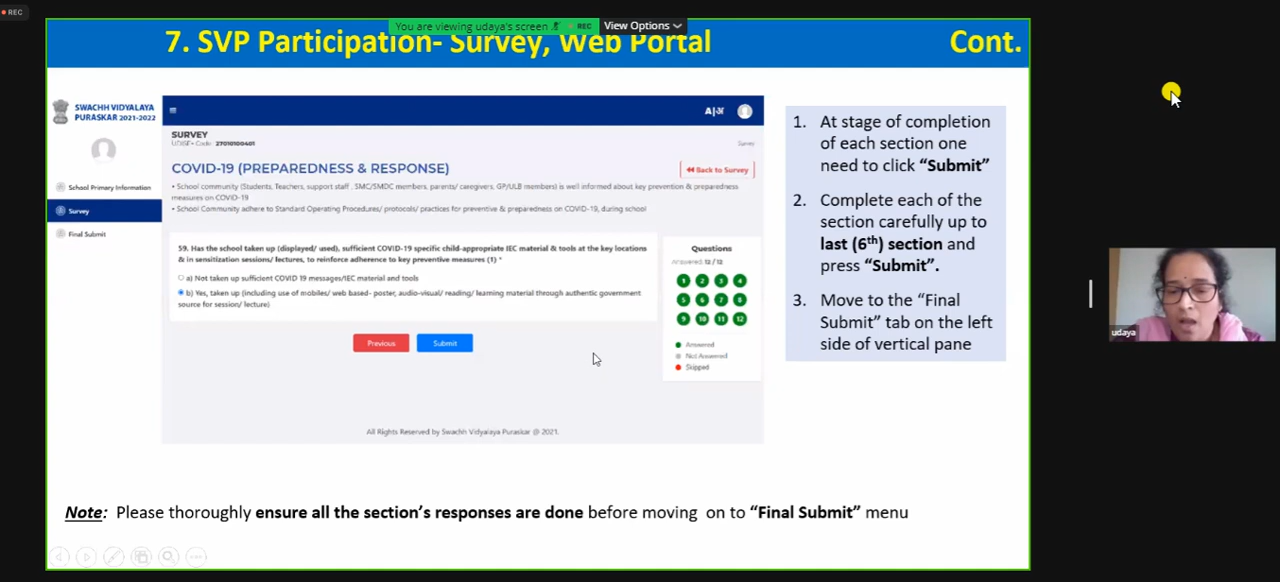 REC
You are viewing udaya's screen
REC
View Options
7. SVP Participation- Survey, Web Portal
Cont.
SWACHH VIDYALAYA
PURASKAR 2021-2022
School Primary Information
Survey
Final Submit
A|अ
SURVEY
UDISE+ Code: 27010100401
Survey
COVID-19 (PREPAREDNESS & RESPONSE)
Back to Survey
• School community (Students, Teachers, support staff , SMC/SMDC members, parents/ caregivers, GP/ULB members) is well informed about key prevention & preparedness
measures on COVID-19
• School Community adhere to Standard Operating Procedures/ protocols/ practices for preventive & preparedness on COVID-19, during school
59. Has the school taken up (displayed/ used), sufficient COVID-19 specific child-appropriate IEC material & tools at the key locations
& in sensitization sessions/ lectures, to reinforce adherence to key preventive measures (1) *
a) Not taken up sufficient COVID 19 messages/IEC material and tools
b) Yes, taken up (including use of mobiles/ web based- poster, audio-visual/ reading/ learning material through authentic government
source for session/ lecture)
Previous
Submit
Questions
Answered: 12 / 12
1 2 3 4
5 6 7 8
9 10 11 12
Answered
Not Answered
Skipped
All Rights Reserved by Swachh Vidyalaya Puraskar @ 2021.
1. At stage of completion
of each section one
need to click “Submit”
2. Complete each of the
section carefully up to
last (6th) section and
press “Submit”.
3. Move to the “Final
Submit” tab on the left
side of vertical pane
udaya
Note: Please thoroughly ensure all the section’s responses are done before moving on to “Final Submit” menu